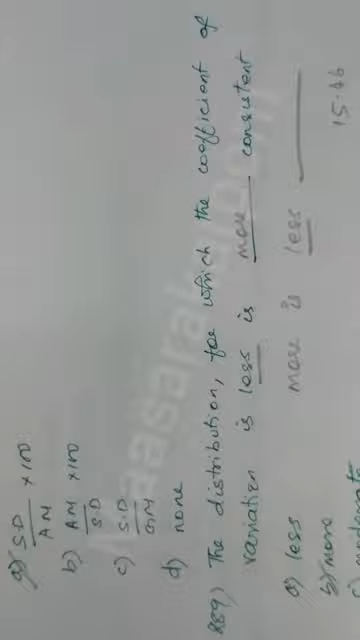 a) S.D / A.M × 100
b) A.M / S.D × 100
c) S.D / G.M
d) none
889) The distribution, for which the coefficient of
variation is less is more consistent
a) less more is less
b) more 15:46
c) moderate